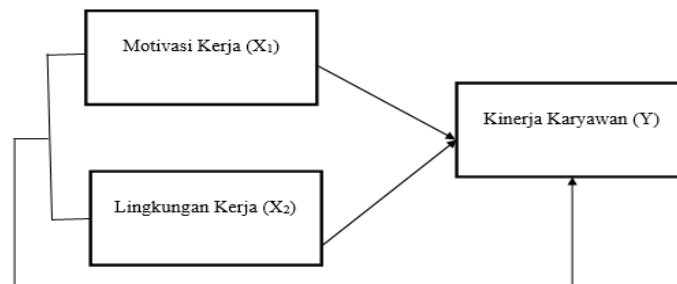 Motivasi Kerja (X₁)
Kinerja Karyawan (Y)
Lingkungan Kerja (X₂)